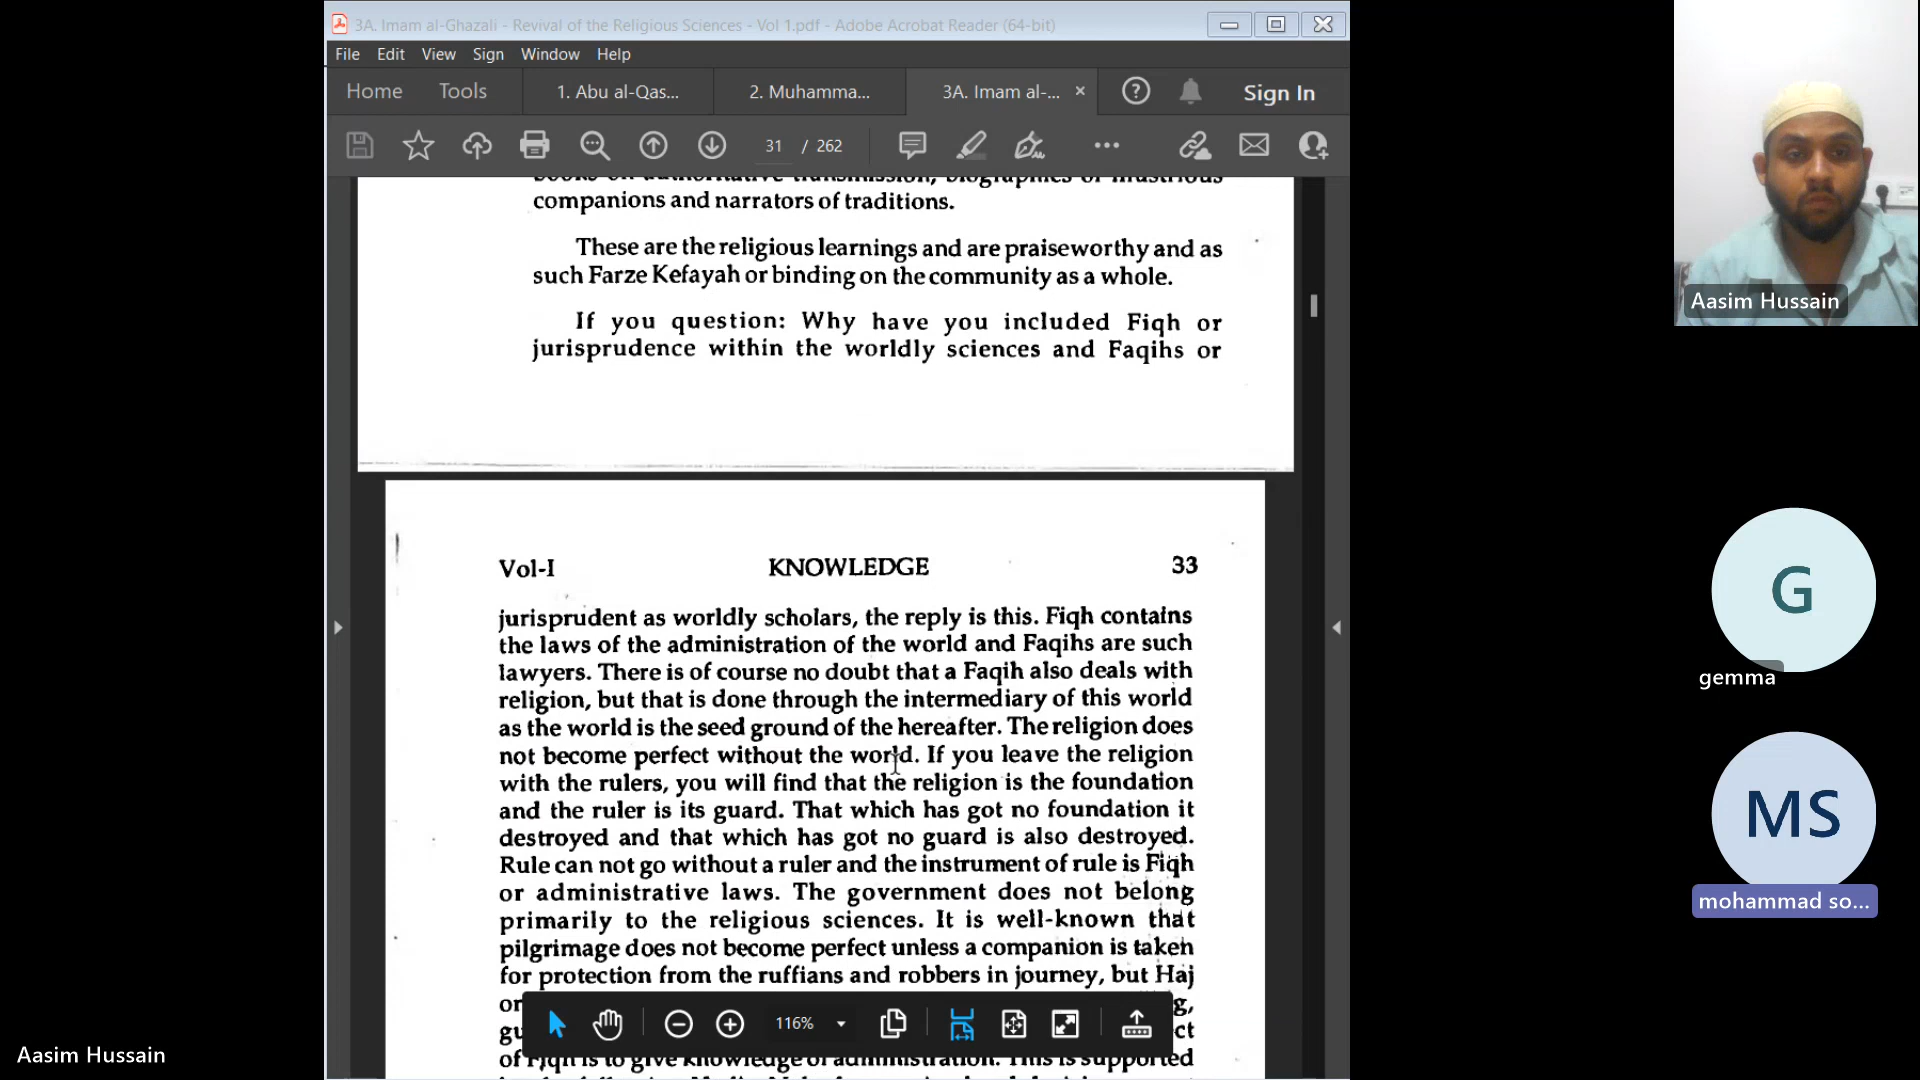 3A. Imam al-Ghazali - Revival of the Religious Sciences - Vol 1.pdf - Adobe Acrobat Reader (64-bit)
File Edit View Sign Window Help
Home Tools 1. Abu al-Qas... 2. Muhamma... 3A. Imam al-... Sign In
31 / 262
companions and narrators of traditions.
These are the religious learnings and are praiseworthy and as
such Farze Kefayah or binding on the community as a whole.
If you question: Why have you included Fiqh or
jurisprudence within the worldly sciences and Faqihs or
Vol-I KNOWLEDGE 33
jurisprudent as worldly scholars, the reply is this. Fiqh contains
the laws of the administration of the world and Faqihs are such
lawyers. There is of course no doubt that a Faqih also deals with
religion, but that is done through the intermediary of this world
as the world is the seed ground of the hereafter. The religion does
not become perfect without the world. If you leave the religion
with the rulers, you will find that the religion is the foundation
and the ruler is its guard. That which has got no foundation it
destroyed and that which has got no guard is also destroyed.
Rule can not go without a ruler and the instrument of rule is Fiqh
or administrative laws. The government does not belong
primarily to the religious sciences. It is well-known that
pilgrimage does not become perfect unless a companion is taken
for protection from the ruffians and robbers in journey, but Haj
of Fiqh is to give knowledge of administration. This is supported
116%
Aasim Hussain
G
gemma
MS
mohammad so...
Aasim Hussain